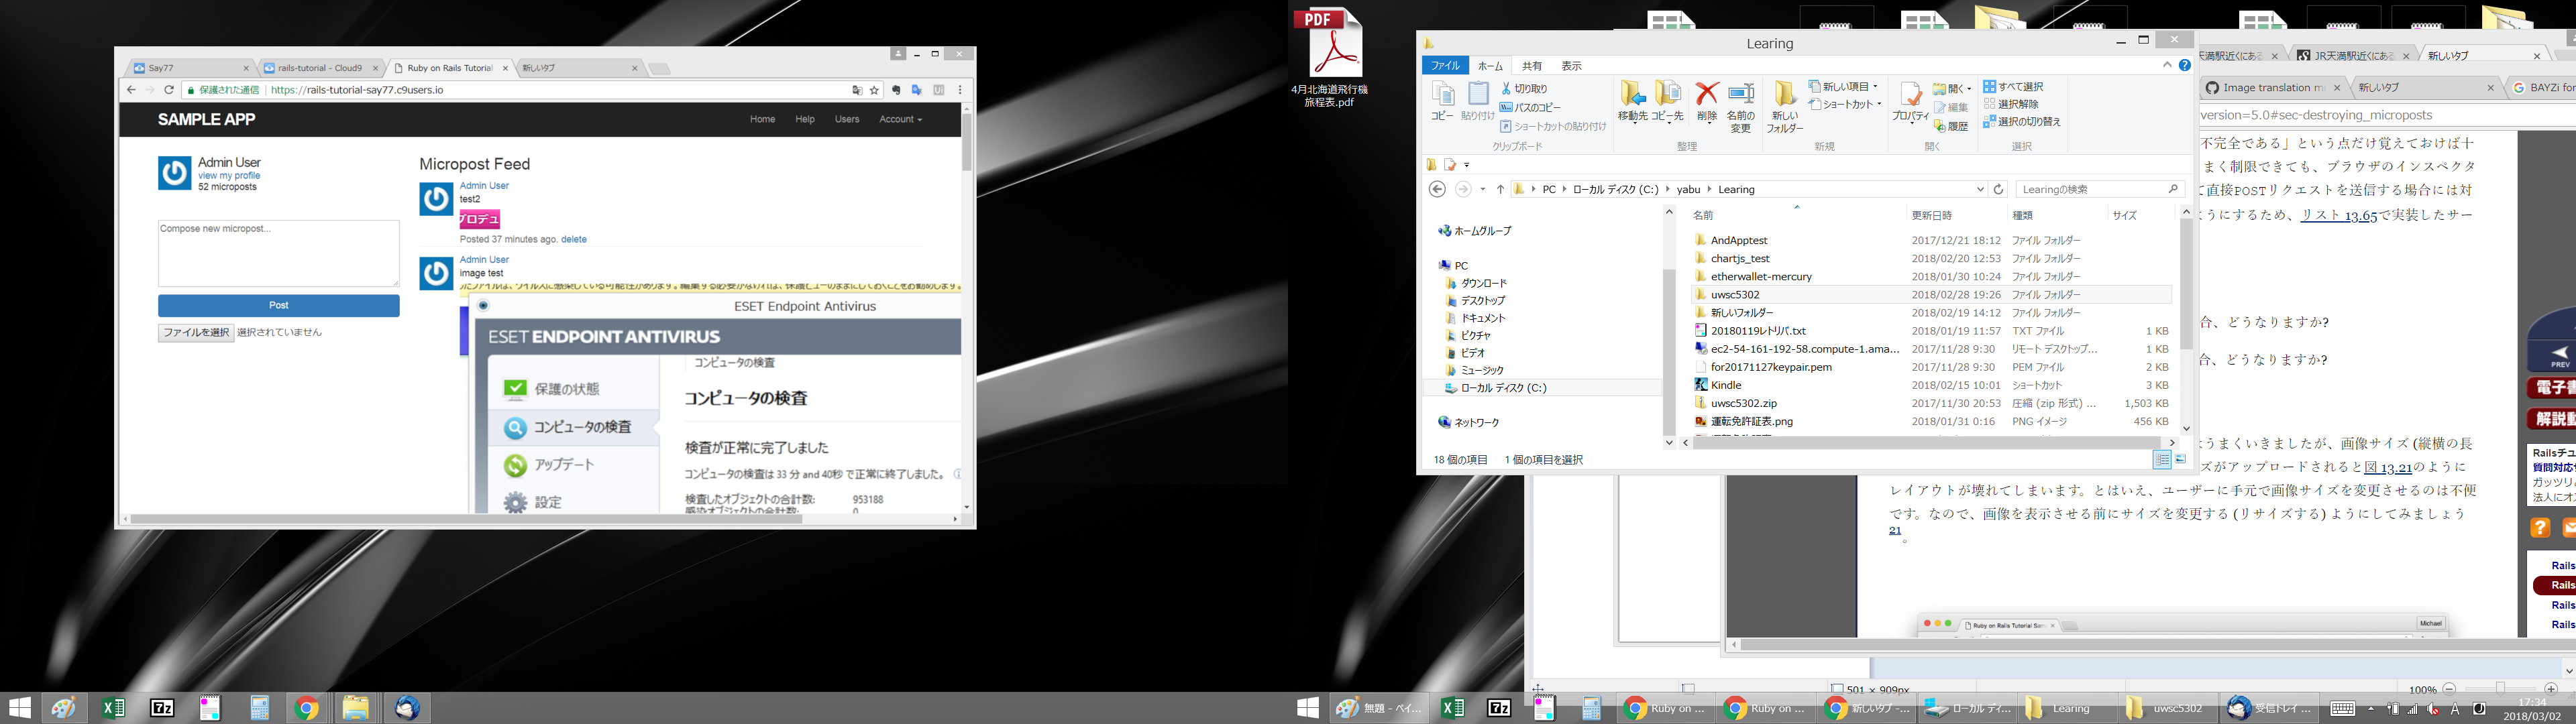 Say77
rails-tutorial - Cloud9
Ruby on Rails Tutorial
新しいタブ
保護された通信
https://rails-tutorial-say77.c9users.io
SAMPLE APP
Home
Help
Users
Account
Admin User
view my profile
52 microposts
Compose new micropost...
Post
ファイルを選択 選択されていません
Micropost Feed
Admin User
test2
プロデュ
Posted 37 minutes ago. delete
Admin User
image test
ESET Endpoint Antivirus
ESET ENDPOINT ANTIVIRUS
保護の状態
コンピュータの検査
アップデート
設定
コンピュータの検査
コンピュータの検査
検査が正常に完了しました
コンピュータの検査は 33 分 and 40秒 で正常に終了しました。
検査したオブジェクトの合計数: 953188
感染オブジェクトの合計数: 0
PDF
4月北海道飛行機
旅程表.pdf
Learing
ファイル
ホーム
共有
表示
コピー
貼り付け
切り取り
パスのコピー
ショートカットの貼り付け
クリップボード
移動先
コピー先
削除
名前の
変更
整理
新しい
フォルダー
新しい項目
ショートカット
新規
プロパティ
開く
編集
履歴
開く
すべて選択
選択解除
選択の切り替え
選択
PC
ローカル ディスク (C:)
yabu
Learing
Learingの検索
ホームグループ
PC
ダウンロード
デスクトップ
ドキュメント
ピクチャ
ビデオ
ミュージック
ローカル ディスク (C:)
ネットワーク
名前 更新日時 種類 サイズ
AndApptest 2017/12/21 18:12 ファイル フォルダー
chartjs_test 2018/02/20 12:53 ファイル フォルダー
etherwallet-mercury 2018/01/30 10:24 ファイル フォルダー
uwsc5302 2018/02/28 19:26 ファイル フォルダー
新しいフォルダー 2018/02/19 14:12 ファイル フォルダー
20180119レトリバ.txt 2018/01/19 11:57 TXT ファイル 1 KB
ec2-54-161-192-58.compute-1.ama... 2017/11/28 9:30 リモート デスクトップ... 1 KB
for20171127keypair.pem 2017/11/28 9:30 PEM ファイル 2 KB
Kindle 2018/02/15 10:01 ショートカット 3 KB
uwsc5302.zip 2017/11/30 20:53 圧縮 (zip 形式) ... 1,503 KB
運転免許証表.png 2018/01/31 0:16 PNG イメージ 456 KB
18 個の項目 1 個の項目を選択
天満駅近くにある
JR天満駅近くにある
新しいタブ
Image translation m
新しいタブ
BAYZi for
version=5.0#sec-destroying_microposts
不完全である」という点だけ覚えておけば十
まく制限できても、ブラウザのインスペクタ
て直接POSTリクエストを送信する場合には対
ようにするため、リスト 13.65で実装したサー
合、どうなりますか?
合、どうなりますか?
ようまくいきましたが、画像サイズ (縦横の長
ズがアップロードされると図 13.21のように
レイアウトが壊れてしまいます。とはいえ、ユーザーに手元で画像サイズを変更させるのは不便
です。なので、画像を表示させる前にサイズを変更する (リサイズする) ようにしてみましょう
21
。
Ruby on Rails Tutorial Sam
Michael
PREV
電子書
解説動
Railsチュ
質問対応
ガッツリ
法人にオ
Rails
Rails
Rails
Rails
501 × 909px
100%
無題 - ペイ...
Ruby on ...
Ruby on ...
新しいタブ -...
ローカル ディ...
Learing
uwsc5302
受信トレイ ...
A
17:34
2018/03/02